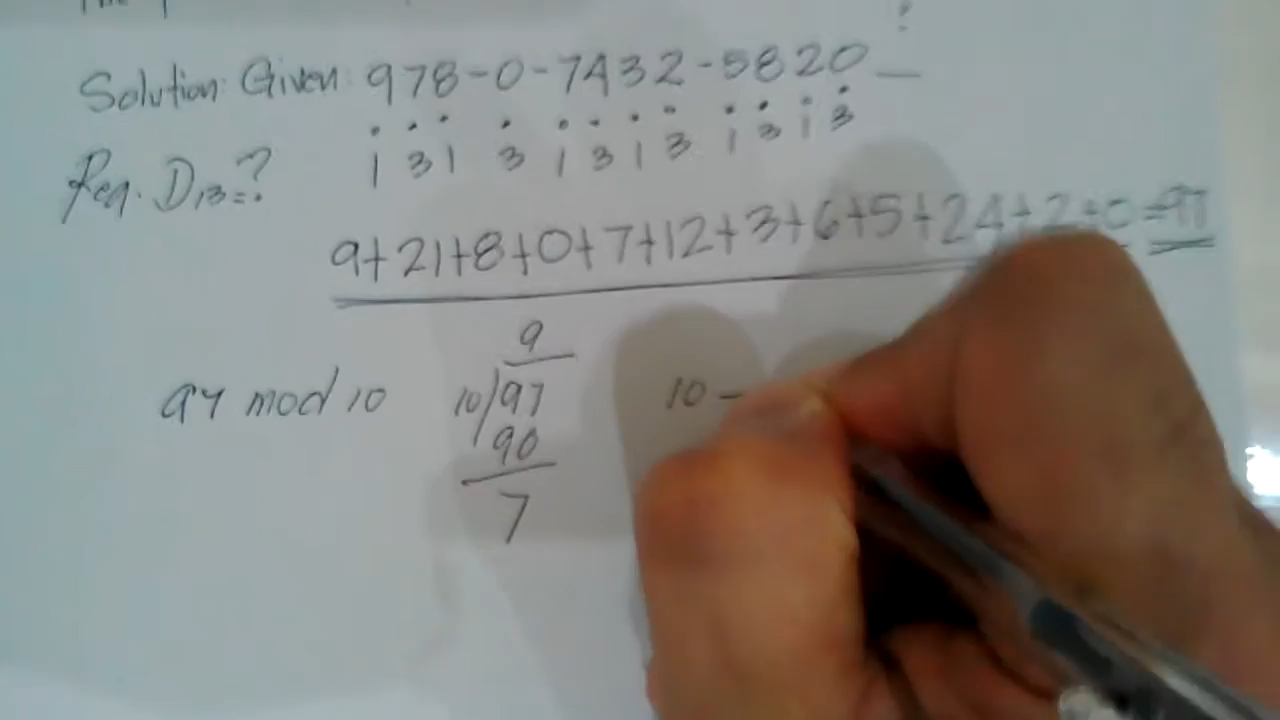 ?
Solution: Given: 978-0-7432-5820_
1 3 1 3 1 3 1 3 1 3 1 3
Req. D13=?
9+21+8+0+7+12+3+6+5+24+2+0=97
9
97 mod 10 10/97 10 -
90
7